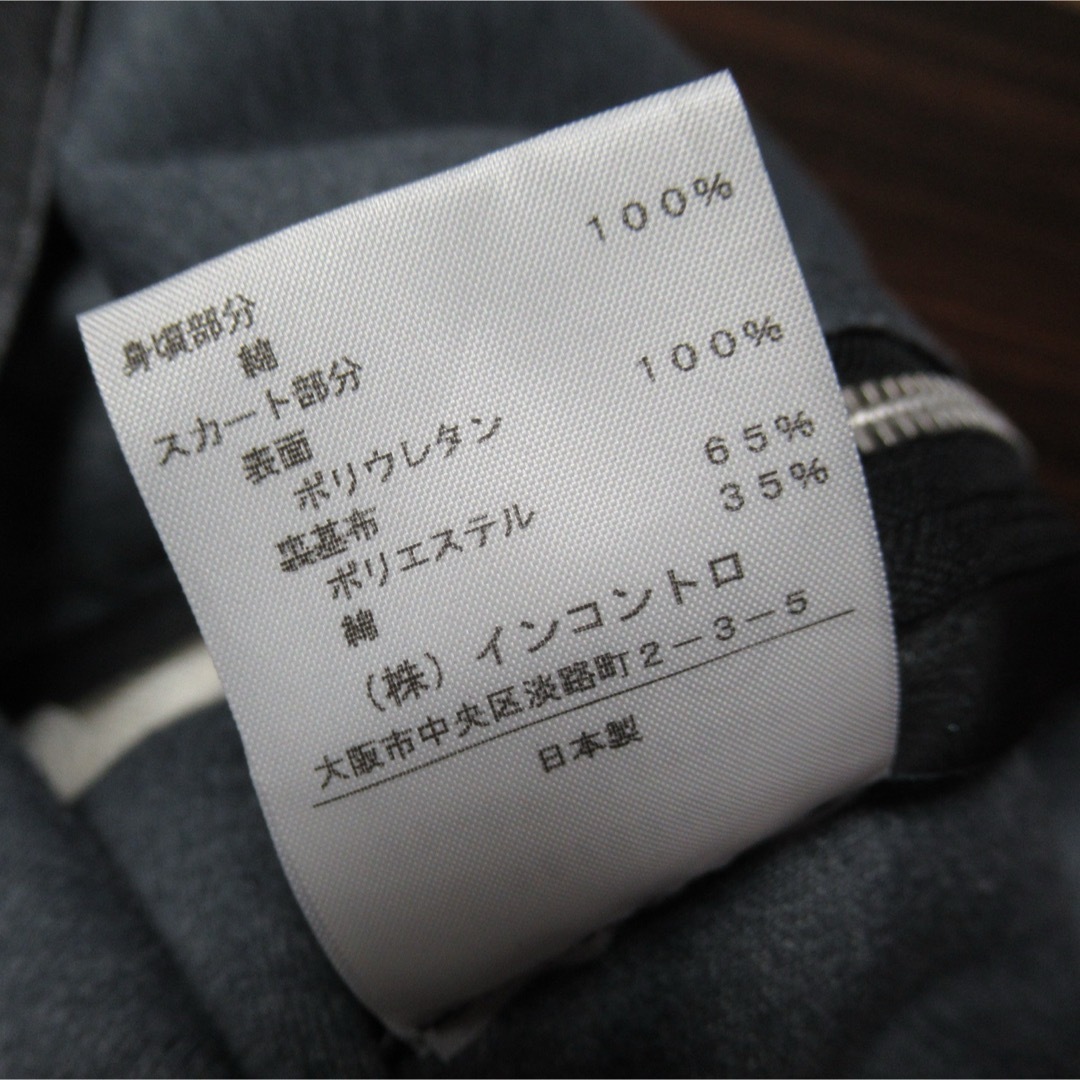 身頃部分
綿 １００％
スカート部分
表面
ポリウレタン １００％
裏基布
ポリエステル ６５％
綿 ３５％
（株）インコントロ
大阪市中央区淡路町２－３－５
日本製